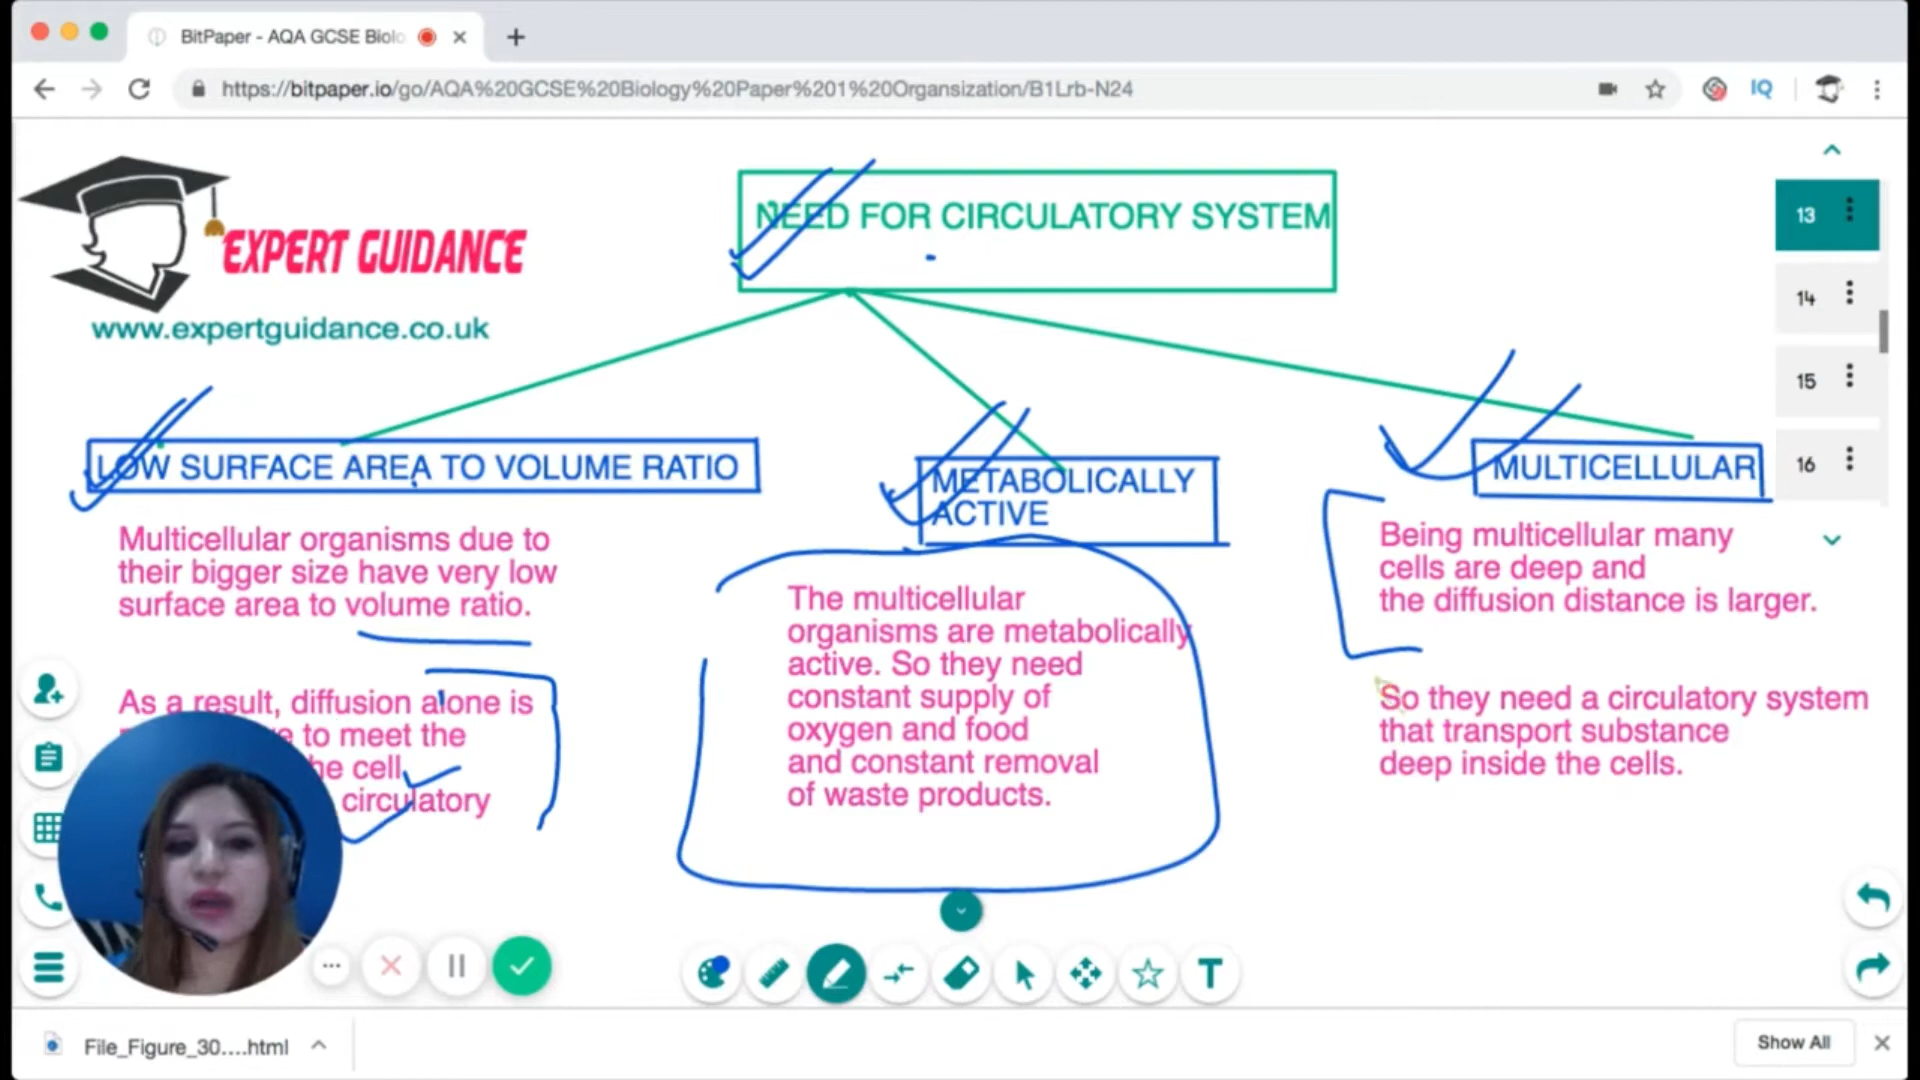 BitPaper - AQA GCSE Biolo
https://bitpaper.io/go/AQA%20GCSE%20Biology%20Paper%201%20Organsization/B1Lrb-N24
IQ
EXPERT GUIDANCE
www.expertguidance.co.uk
NEED FOR CIRCULATORY SYSTEM
13
14
15
16
LOW SURFACE AREA TO VOLUME RATIO
Multicellular organisms due to
their bigger size have very low
surface area to volume ratio.
As a result, diffusion alone is
to meet the
he cell
circulatory
METABOLICALLY
ACTIVE
The multicellular
organisms are metabolically
active. So they need
constant supply of
oxygen and food
and constant removal
of waste products.
MULTICELLULAR
Being multicellular many
cells are deep and
the diffusion distance is larger.
So they need a circulatory system
that transport substance
deep inside the cells.
T
File_Figure_30....html
Show All